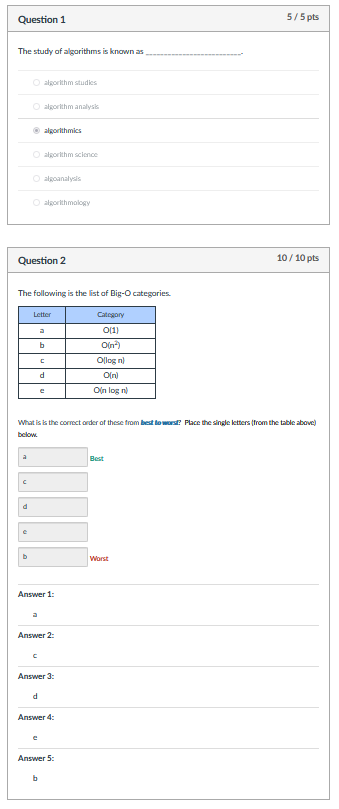 Question 1
5 / 5 pts
The study of algorithms is known as ________________________.
algorithm studies
algorithm analysis
algorithmics
algorithm science
algoanalysis
algorithmology
Question 2
10 / 10 pts
The following is the list of Big-O categories.
Letter Category
a O(1)
b O(n²)
c O(log n)
d O(n)
e O(n log n)
What is is the correct order of these from best to worst? Place the single letters (from the table above)
below.
a Best
c
d
e
b Worst
Answer 1:
a
Answer 2:
c
Answer 3:
d
Answer 4:
e
Answer 5:
b